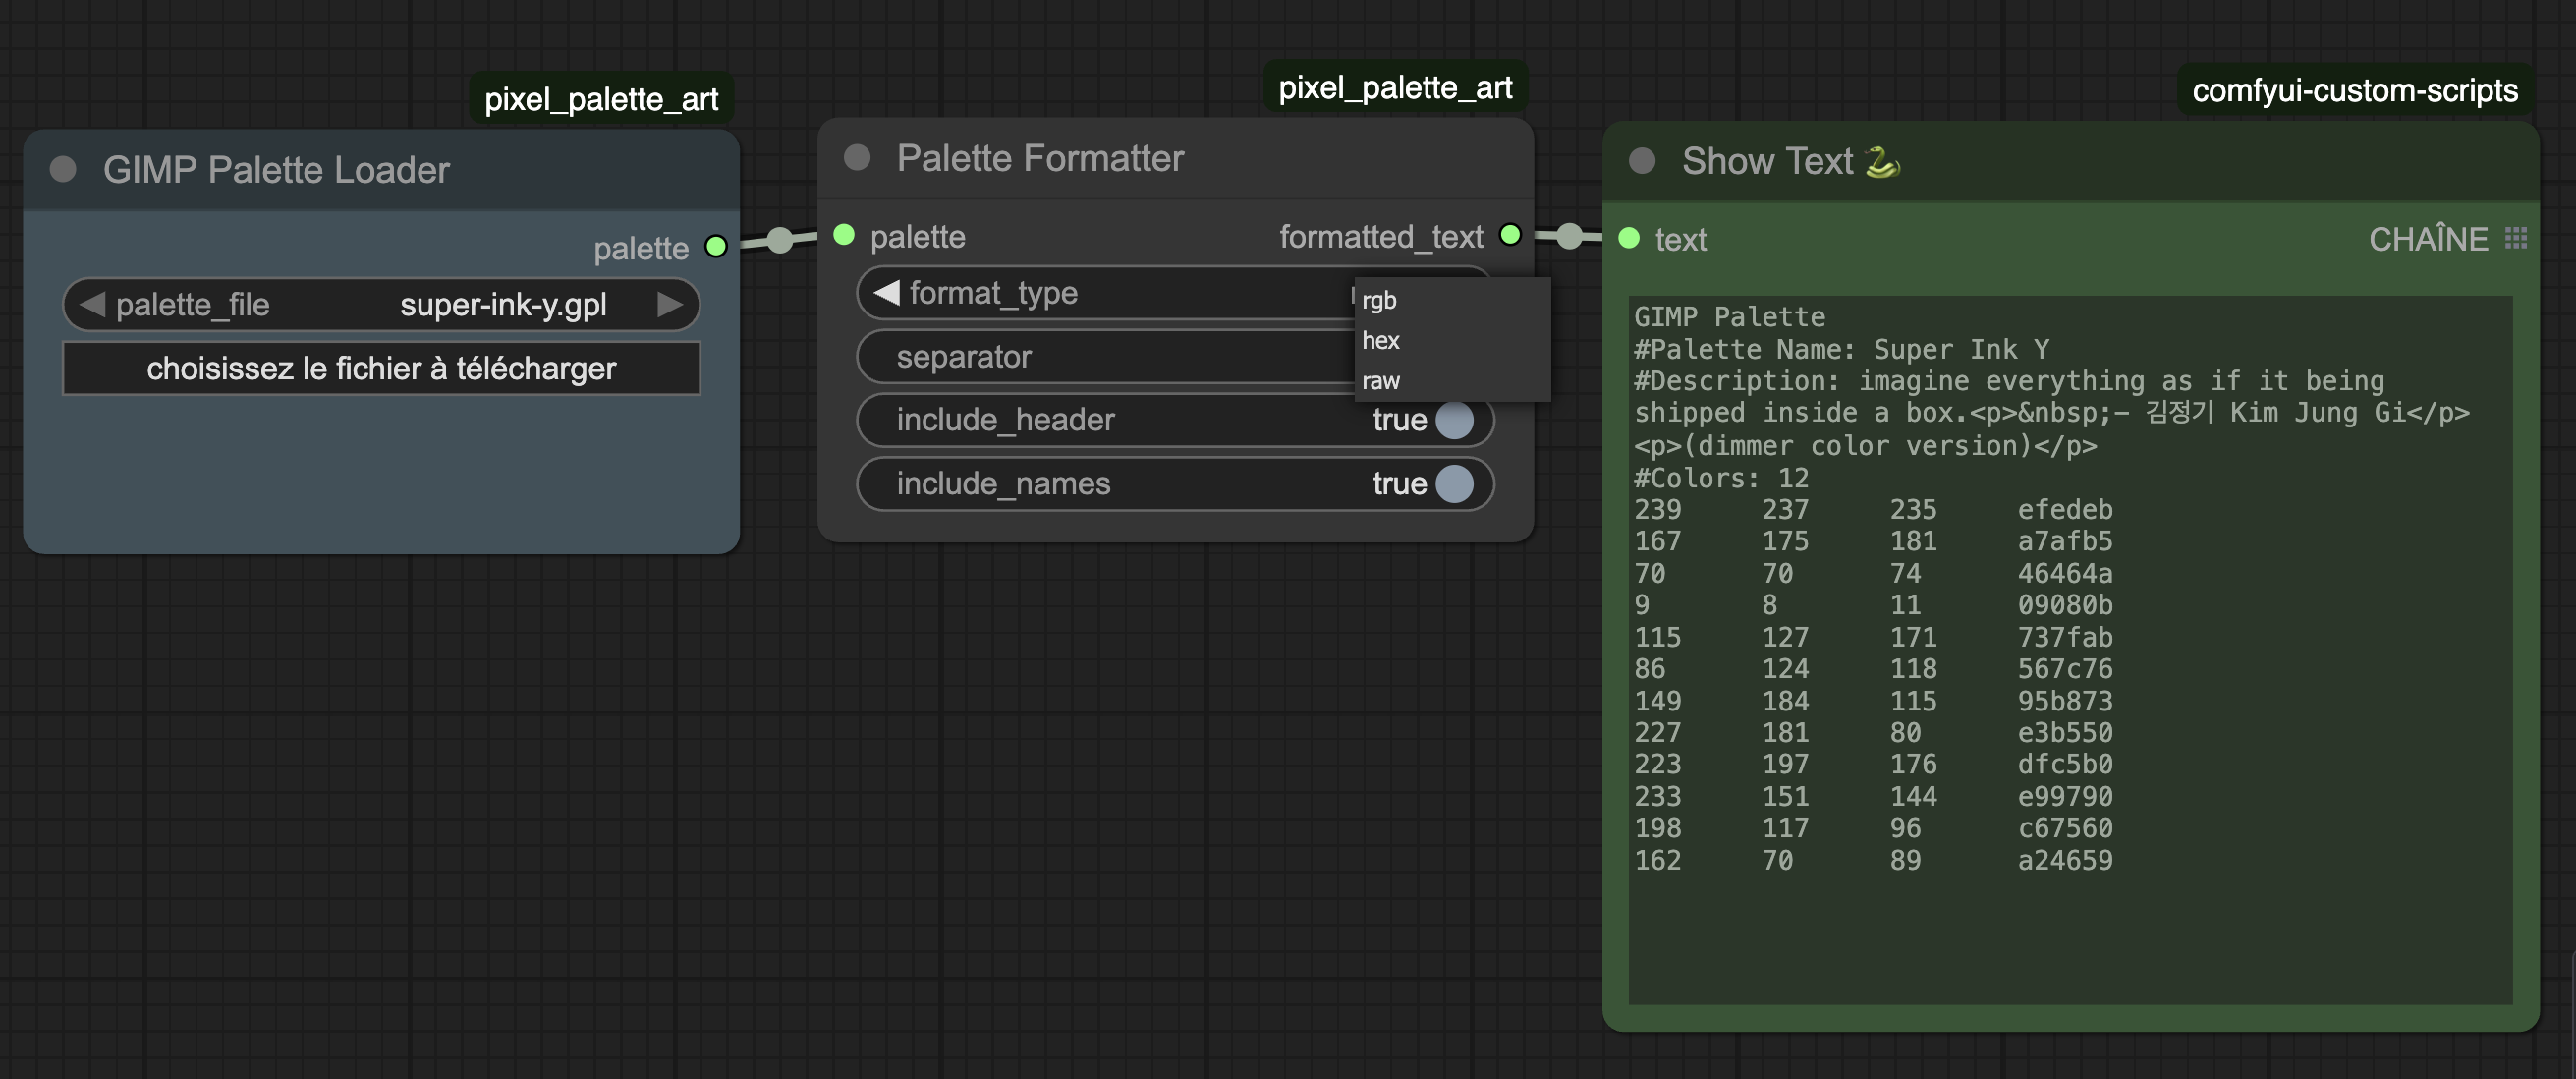 pixel_palette_art
GIMP Palette Loader
palette
palette_file super-ink-y.gpl
choisissez le fichier à télécharger
pixel_palette_art
Palette Formatter
palette formatted_text
format_type
rgb
hex
raw
separator
include_header true
include_names true
comfyui-custom-scripts
Show Text 🐍
text CHAÎNE
GIMP Palette
#Palette Name: Super Ink Y
#Description: imagine everything as if it being
shipped inside a box.<p>&nbsp;- 김정기 Kim Jung Gi</p>
<p>(dimmer color version)</p>
#Colors: 12
239 237 235 efedeb
167 175 181 a7afb5
70 70 74 46464a
9 8 11 09080b
115 127 171 737fab
86 124 118 567c76
149 184 115 95b873
227 181 80 e3b550
223 197 176 dfc5b0
233 151 144 e99790
198 117 96 c67560
162 70 89 a24659